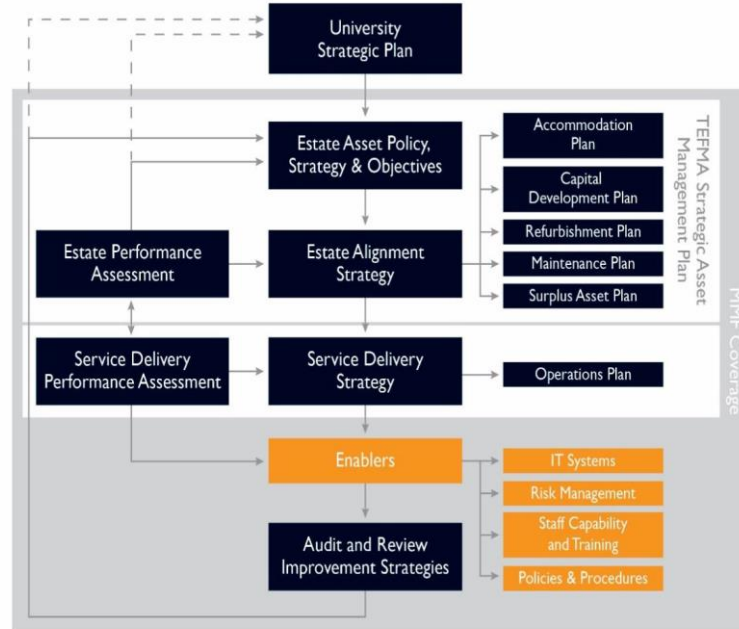 University
Strategic Plan
Estate Asset Policy,
Strategy & Objectives
Accommodation
Plan
Capital
Development Plan
Refurbishment Plan
Estate Performance
Assessment
Estate Alignment
Strategy
Maintenance Plan
Surplus Asset Plan
TEFMA Strategic Asset
Management Plan
MMF Coverage
Service Delivery
Performance Assessment
Service Delivery
Strategy
Operations Plan
Enablers
IT Systems
Risk Management
Staff Capability
and Training
Policies & Procedures
Audit and Review
Improvement Strategies